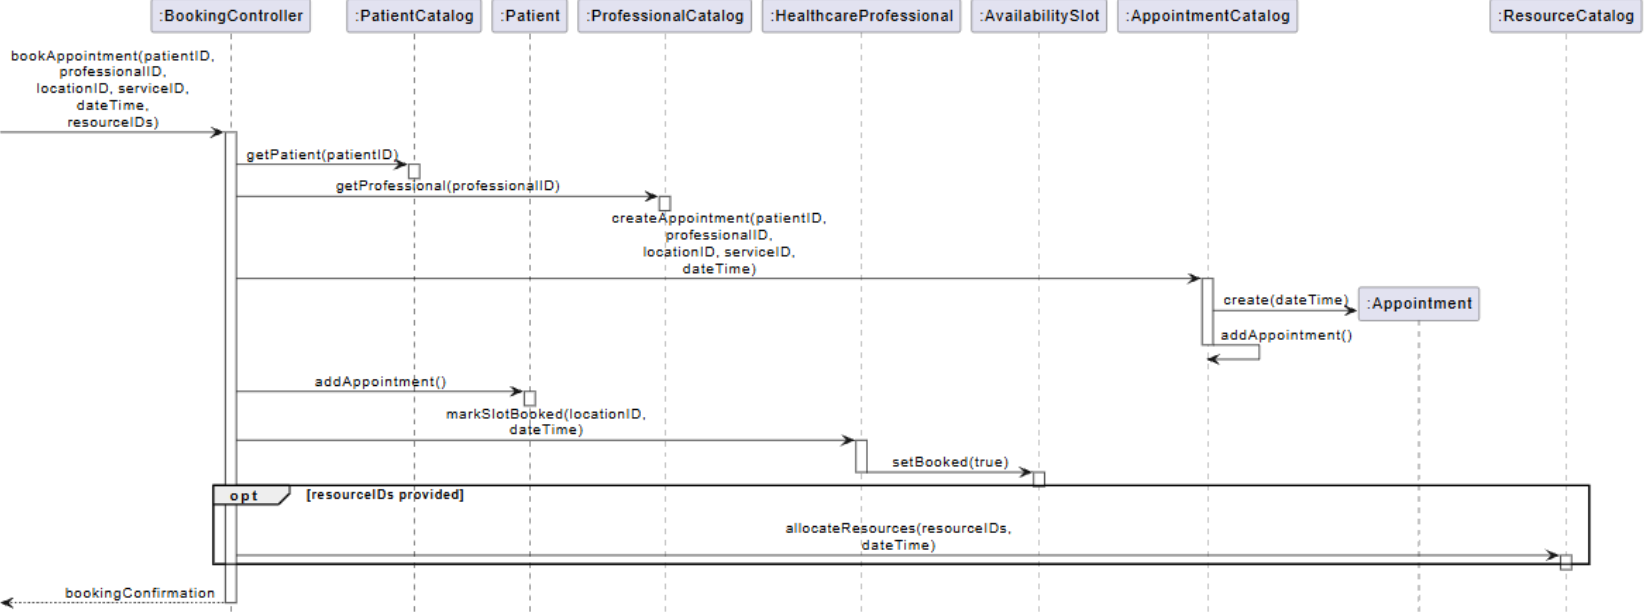 :BookingController
:PatientCatalog
:Patient
:ProfessionalCatalog
:HealthcareProfessional
:AvailabilitySlot
:AppointmentCatalog
:ResourceCatalog
bookAppointment(patientID,
professionalID,
locationID, serviceID,
dateTime,
resourceIDs)
getPatient(patientID)
getProfessional(professionalID)
createAppointment(patientID,
professionalID,
locationID, serviceID,
dateTime)
create(dateTime)
:Appointment
addAppointment()
addAppointment()
markSlotBooked(locationID,
dateTime)
setBooked(true)
opt
[resourceIDs provided]
allocateResources(resourceIDs,
dateTime)
bookingConfirmation